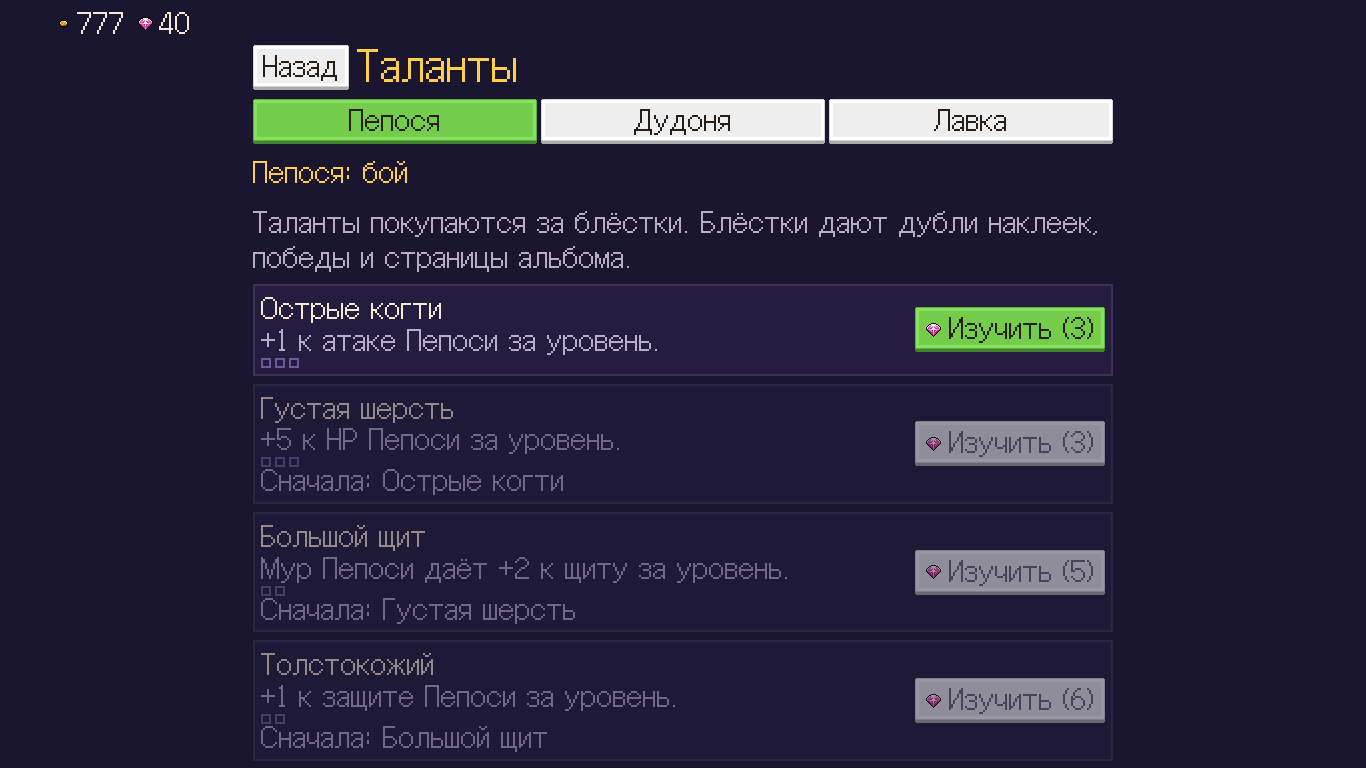 777 40
Назад Таланты
Пепося Дудоня Лавка
Пепося: бой
Таланты покупаются за блёстки. Блёстки дают дубли наклеек,
победы и страницы альбома.
Острые когти
+1 к атаке Пепоси за уровень.
Изучить (3)
Густая шерсть
+5 к HP Пепоси за уровень.
Изучить (3)
Сначала: Острые когти
Большой щит
Мур Пепоси даёт +2 к щиту за уровень.
Изучить (5)
Сначала: Густая шерсть
Толстокожий
+1 к защите Пепоси за уровень.
Изучить (6)
Сначала: Большой щит